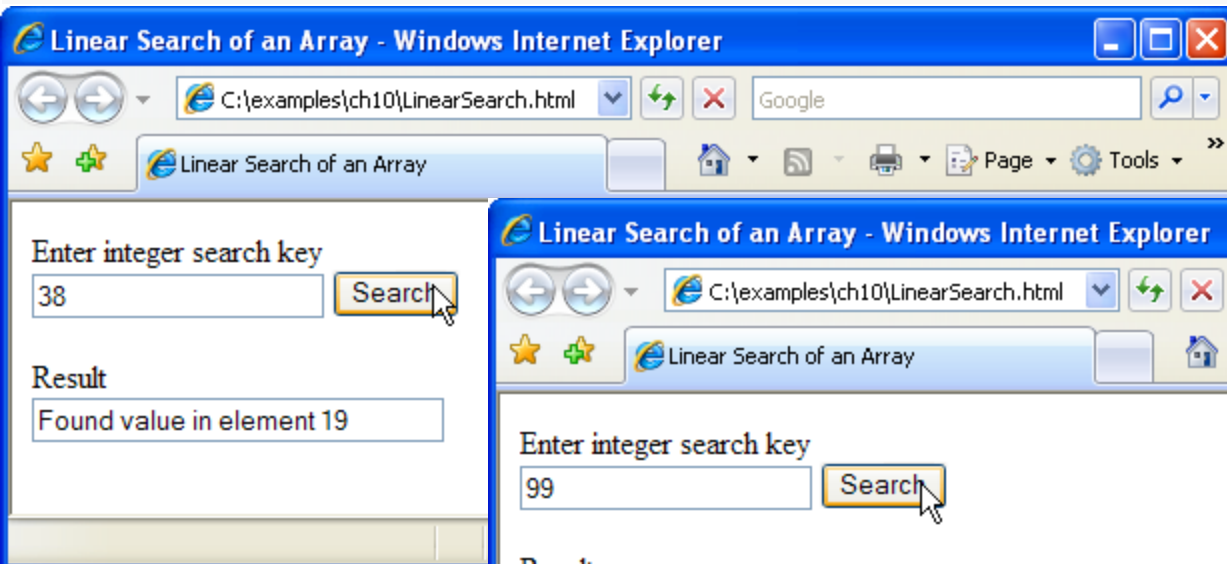 Linear Search of an Array - Windows Internet Explorer
C:\examples\ch10\LinearSearch.html
Google
Linear Search of an Array
Page
Tools
»
Enter integer search key
38
Search
Result
Found value in element 19
Linear Search of an Array - Windows Internet Explorer
C:\examples\ch10\LinearSearch.html
Linear Search of an Array
Enter integer search key
99
Search